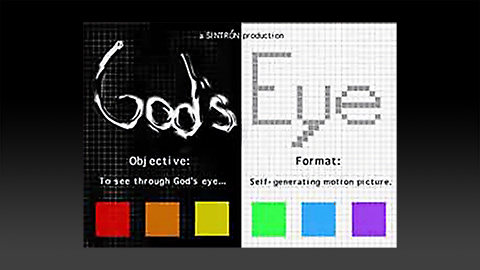 a SINTRÓN production
God's Eye
Objective: Format:
To see through God's eye... Self-generating motion picture.